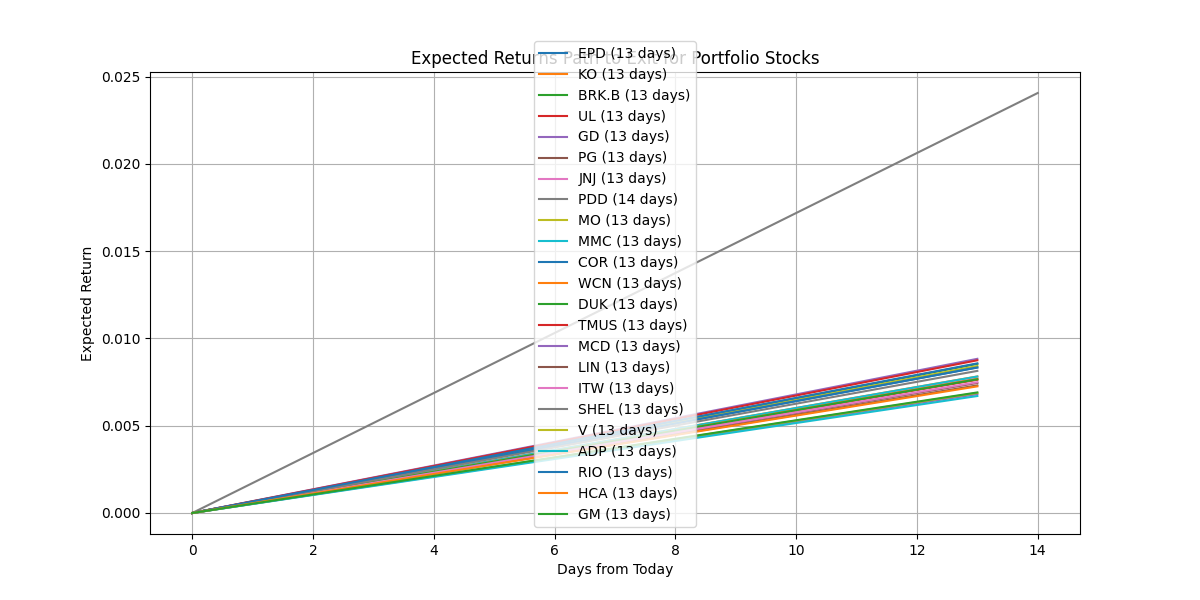 Expected Returns Path to Exit for Portfolio Stocks
EPD (13 days)
KO (13 days)
BRK.B (13 days)
UL (13 days)
GD (13 days)
PG (13 days)
JNJ (13 days)
PDD (14 days)
MO (13 days)
MMC (13 days)
COR (13 days)
WCN (13 days)
DUK (13 days)
TMUS (13 days)
MCD (13 days)
LIN (13 days)
ITW (13 days)
SHEL (13 days)
V (13 days)
ADP (13 days)
RIO (13 days)
HCA (13 days)
GM (13 days)
Expected Return
0.025
0.020
0.015
0.010
0.005
0.000
0 2 4 6 8 10 12 14
Days from Today